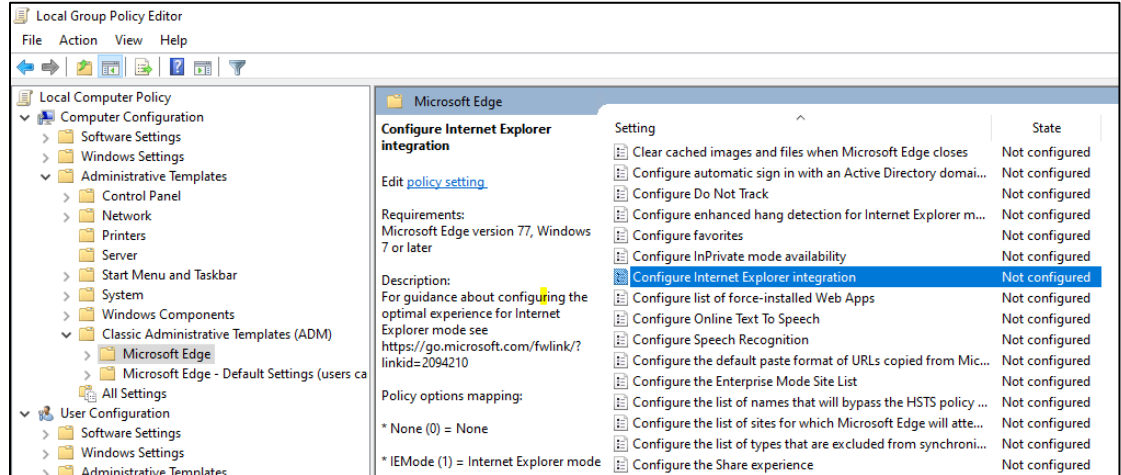 Local Group Policy Editor
File Action View Help
Local Computer Policy
Computer Configuration
Software Settings
Windows Settings
Administrative Templates
Control Panel
Network
Printers
Server
Start Menu and Taskbar
System
Windows Components
Classic Administrative Templates (ADM)
Microsoft Edge
Microsoft Edge - Default Settings (users ca
All Settings
User Configuration
Software Settings
Windows Settings
Administrative Templates
Microsoft Edge
Configure Internet Explorer
integration
Edit policy setting
Requirements:
Microsoft Edge version 77, Windows
7 or later
Description:
For guidance about configuring the
optimal experience for Internet
Explorer mode see
https://go.microsoft.com/fwlink/?
linkid=2094210
Policy options mapping:
* None (0) = None
* IEMode (1) = Internet Explorer mode
Setting State
Clear cached images and files when Microsoft Edge closes Not configured
Configure automatic sign in with an Active Directory domai... Not configured
Configure Do Not Track Not configured
Configure enhanced hang detection for Internet Explorer m... Not configured
Configure favorites Not configured
Configure InPrivate mode availability Not configured
Configure Internet Explorer integration Not configured
Configure list of force-installed Web Apps Not configured
Configure Online Text To Speech Not configured
Configure Speech Recognition Not configured
Configure the default paste format of URLs copied from Mic... Not configured
Configure the Enterprise Mode Site List Not configured
Configure the list of names that will bypass the HSTS policy ... Not configured
Configure the list of sites for which Microsoft Edge will atte... Not configured
Configure the list of types that are excluded from synchroni... Not configured
Configure the Share experience Not configured